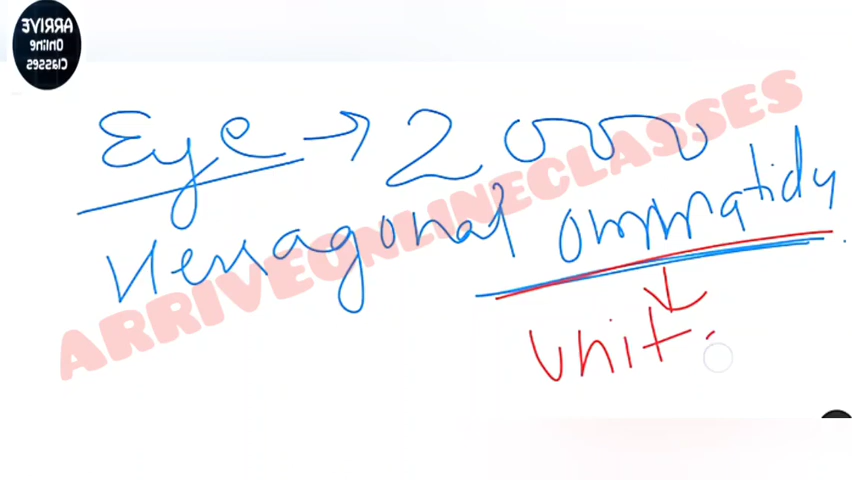 ARRIVE
Online
Classes
Eye → 2000
Hexagonal Ommatidy
ARRIVEONLINECLASSES
Unit